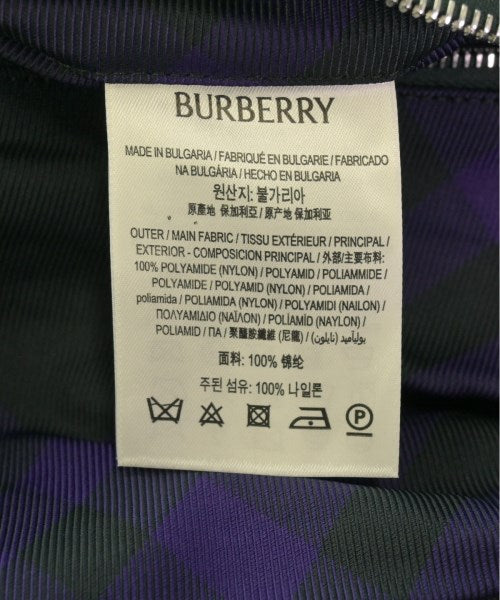 BURBERRY
MADE IN BULGARIA / FABRIQUÉ EN BULGARIE / FABRICADO
NA BULGÁRIA / HECHO EN BULGARIA
원산지: 불가리아
原產地 保加利亞 / 原产地 保加利亚
OUTER / MAIN FABRIC / TISSU EXTÉRIEUR / PRINCIPAL /
EXTERIOR - COMPOSICION PRINCIPAL / 外部/主要布料:
100% POLYAMIDE (NYLON) / POLYAMID / POLIAMMIDE /
POLYAMIDE / POLYAMID (NYLON) / POLIAMIDA /
poliamida / POLIAMIDA (NYLON) / POLYAMIDI (NAILON) /
ΠΟΛΥΑΜΙΔΙΟ (ΝΑΪΛΟΝ) / POLÍAMÍÐ (NAYLON) /
POLIAMID / ПА / 聚醯胺纖維 (尼龍) / بولياميد (نايلون)/
面料: 100% 锦纶
주된 섬유: 100% 나일론
P